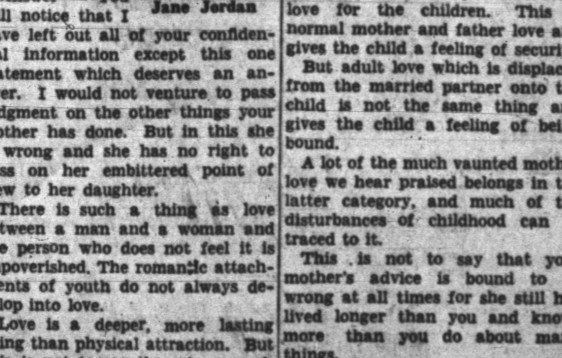 ll notice that I
Jane Jordan
ave left out all of your confiden-
al information except this one
atement which deserves an an-
er. I would not venture to pass
dgment on the other things your
other has done. But in this she
wrong and she has no right to
ss on her embittered point of
ew to her daughter.
There is such a thing as love
tween a man and a woman and
e person who does not feel it is
poverished. The romantic attach-
ents of youth do not always de-
lop into love.
Love is a deeper, more lasting
ing than physical attraction. But
love for the children. This
normal mother and father love a
gives the child a feeling of securi
But adult love which is displac
from the married partner onto t
child is not the same thing a
gives the child a feeling of bei
bound.
A lot of the much vaunted moth
love we hear praised belongs in t
latter category, and much of t
disturbances of childhood can
traced to it.
This is not to say that yo
mother's advice is bound to
wrong at all times for she still h
lived longer than you and know
more than you do about ma
things.